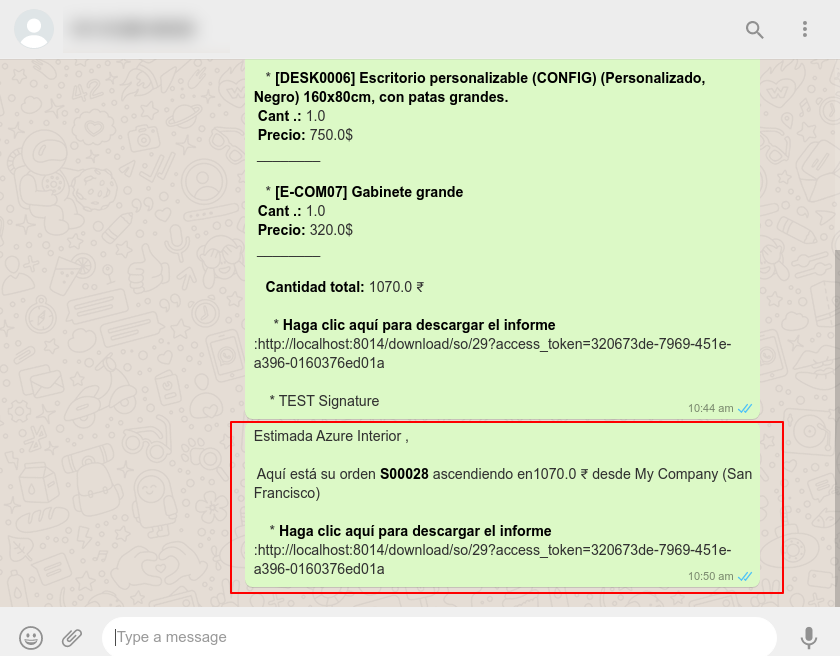 * [DESK0006] Escritorio personalizable (CONFIG) (Personalizado,
Negro) 160x80cm, con patas grandes.
Cant .: 1.0
Precio: 750.0$
________
* [E-COM07] Gabinete grande
Cant .: 1.0
Precio: 320.0$
________
Cantidad total: 1070.0 ₹
* Haga clic aquí para descargar el informe
:http://localhost:8014/download/so/29?access_token=320673de-7969-451e-
a396-0160376ed01a
* TEST Signature
10:44 am
Estimada Azure Interior ,
Aquí está su orden S00028 ascendiendo en1070.0 ₹ desde My Company (San
Francisco)
* Haga clic aquí para descargar el informe
:http://localhost:8014/download/so/29?access_token=320673de-7969-451e-
a396-0160376ed01a
10:50 am
Type a message